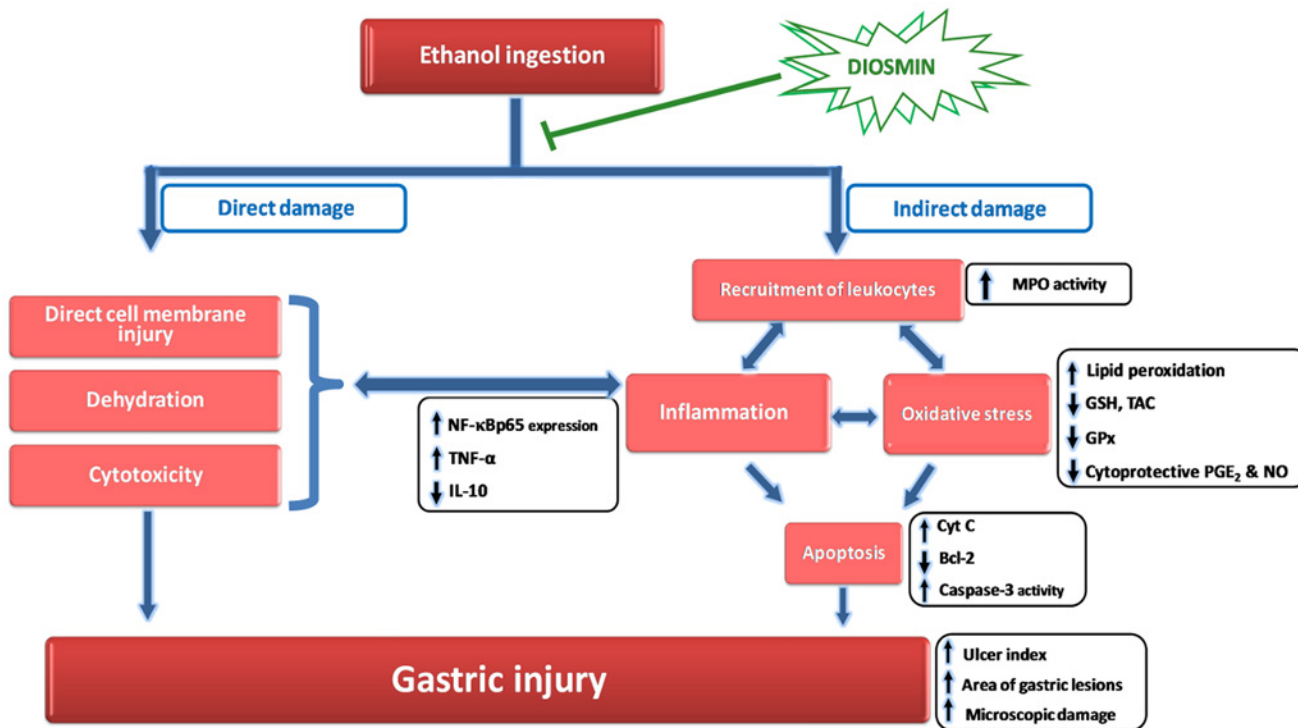 Ethanol ingestion
DIOSMIN
Direct damage
Indirect damage
Recruitment of leukocytes
MPO activity
Direct cell membrane
injury
Dehydration
Cytotoxicity
Inflammation
Oxidative stress
Lipid peroxidation
GSH, TAC
GPx
Cytoprotective PGE₂ & NO
NF-κBp65 expression
TNF-α
IL-10
Apoptosis
Cyt C
Bcl-2
Caspase-3 activity
Gastric injury
Ulcer index
Area of gastric lesions
Microscopic damage